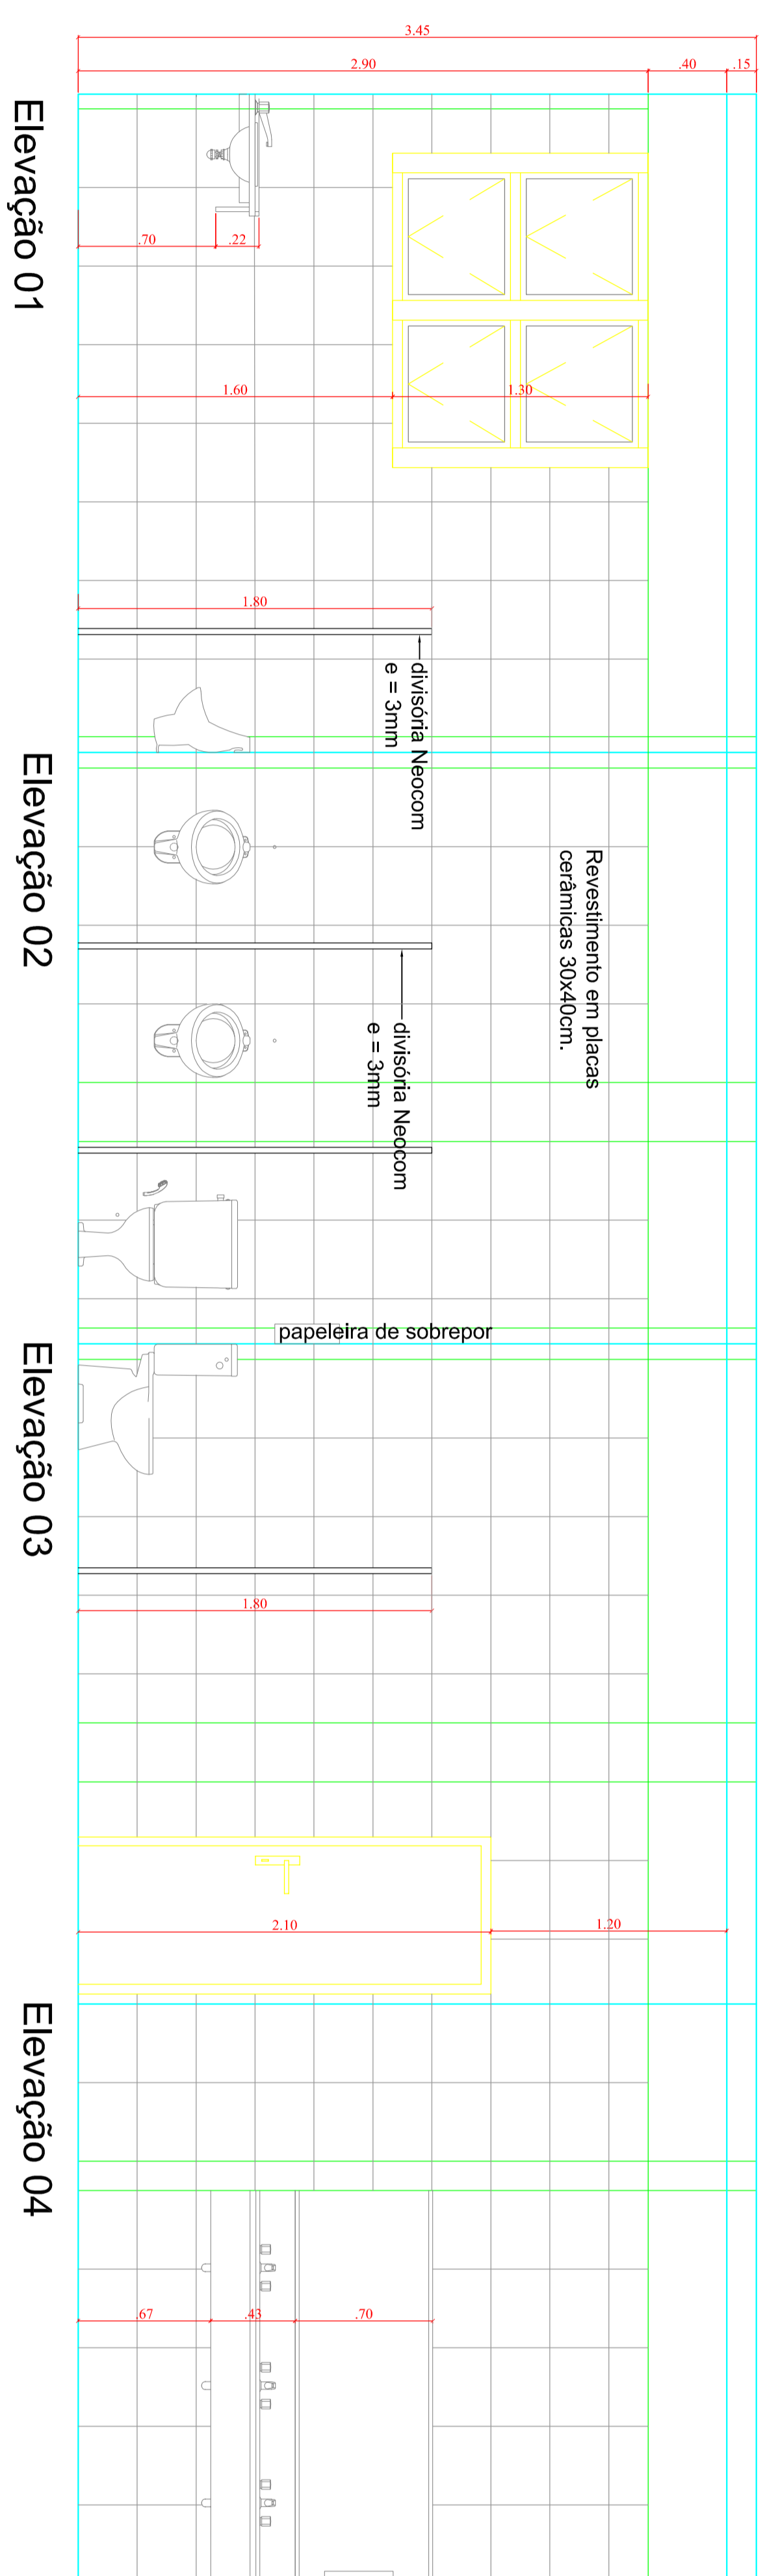 3.45
2.90
.40
.15
Elevação 01
.70
.22
1.60
1.30
1.80
divisória Neocom
e = 3mm
Elevação 02
Revestimento em placas
cerâmicas 30x40cm.
divisória Neocom
e = 3mm
papeleira de sobrepor
Elevação 03
1.80
2.10
1.20
Elevação 04
.67
.43
.70